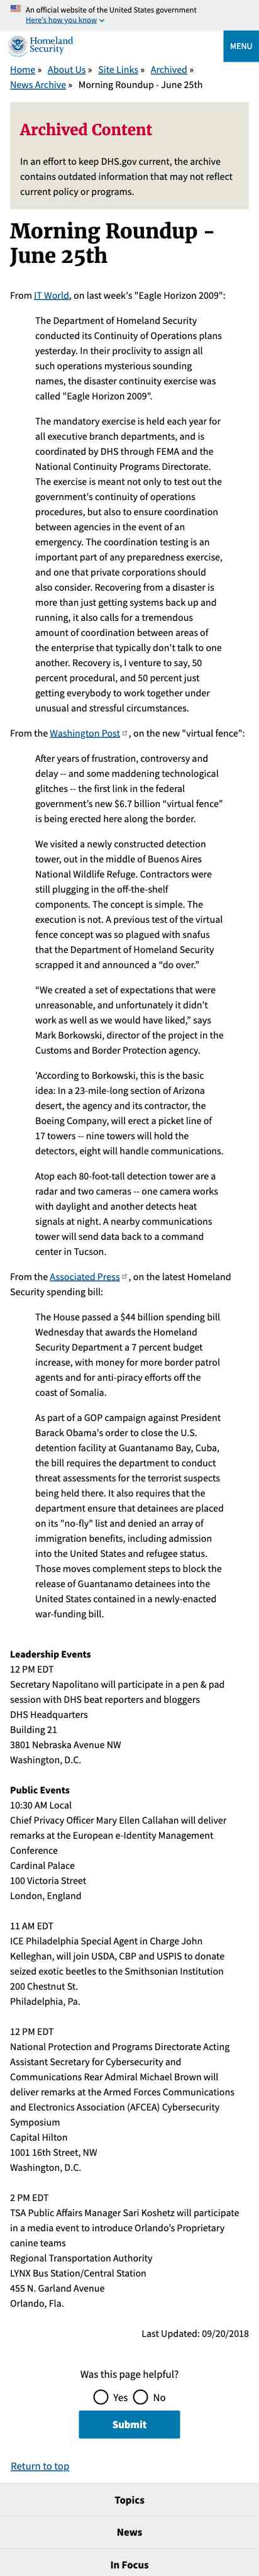 An official website of the United States government
Here's how you know
Homeland
Security
MENU
Home » About Us » Site Links » Archived »
News Archive » Morning Roundup - June 25th
Archived Content
In an effort to keep DHS.gov current, the archive
contains outdated information that may not reflect
current policy or programs.
Morning Roundup -
June 25th
From IT World, on last week's "Eagle Horizon 2009":
The Department of Homeland Security
conducted its Continuity of Operations plans
yesterday. In their proclivity to assign all
such operations mysterious sounding
names, the disaster continuity exercise was
called "Eagle Horizon 2009".
The mandatory exercise is held each year for
all executive branch departments, and is
coordinated by DHS through FEMA and the
National Continuity Programs Directorate.
The exercise is meant not only to test out the
government's continuity of operations
procedures, but also to ensure coordination
between agencies in the event of an
emergency. The coordination testing is an
important part of any preparedness exercise,
and one that private corporations should
also consider. Recovering from a disaster is
more than just getting systems back up and
running, it also calls for a tremendous
amount of coordination between areas of
the enterprise that typically don't talk to one
another. Recovery is, I venture to say, 50
percent procedural, and 50 percent just
getting everybody to work together under
unusual and stressful circumstances.
From the Washington Post, on the new "virtual fence":
After years of frustration, controversy and
delay -- and some maddening technological
glitches -- the first link in the federal
government’s new $6.7 billion “virtual fence”
is being erected here along the border.
We visited a newly constructed detection
tower, out in the middle of Buenos Aires
National Wildlife Refuge. Contractors were
still plugging in the off-the-shelf
components. The concept is simple. The
execution is not. A previous test of the virtual
fence concept was so plagued with snafus
that the Department of Homeland Security
scrapped it and announced a “do over.”
“We created a set of expectations that were
unreasonable, and unfortunately it didn’t
work as well as we would have liked,” says
Mark Borkowski, director of the project in the
Customs and Border Protection agency.
'According to Borkowski, this is the basic
idea: In a 23-mile-long section of Arizona
desert, the agency and its contractor, the
Boeing Company, will erect a picket line of
17 towers -- nine towers will hold the
detectors, eight will handle communications.
Atop each 80-foot-tall detection tower are a
radar and two cameras -- one camera works
with daylight and another detects heat
signals at night. A nearby communications
tower will send data back to a command
center in Tucson.
From the Associated Press, on the latest Homeland
Security spending bill:
The House passed a $44 billion spending bill
Wednesday that awards the Homeland
Security Department a 7 percent budget
increase, with money for more border patrol
agents and for anti-piracy efforts off the
coast of Somalia.
As part of a GOP campaign against President
Barack Obama's order to close the U.S.
detention facility at Guantanamo Bay, Cuba,
the bill requires the department to conduct
threat assessments for the terrorist suspects
being held there. It also requires that the
department ensure that detainees are placed
on its "no-fly" list and denied an array of
immigration benefits, including admission
into the United States and refugee status.
Those moves complement steps to block the
release of Guantanamo detainees into the
United States contained in a newly-enacted
war-funding bill.
Leadership Events
12 PM EDT
Secretary Napolitano will participate in a pen & pad
session with DHS beat reporters and bloggers
DHS Headquarters
Building 21
3801 Nebraska Avenue NW
Washington, D.C.
Public Events
10:30 AM Local
Chief Privacy Officer Mary Ellen Callahan will deliver
remarks at the European e-Identity Management
Conference
Cardinal Palace
100 Victoria Street
London, England
11 AM EDT
ICE Philadelphia Special Agent in Charge John
Kelleghan, will join USDA, CBP and USPIS to donate
seized exotic beetles to the Smithsonian Institution
200 Chestnut St.
Philadelphia, Pa.
12 PM EDT
National Protection and Programs Directorate Acting
Assistant Secretary for Cybersecurity and
Communications Rear Admiral Michael Brown will
deliver remarks at the Armed Forces Communications
and Electronics Association (AFCEA) Cybersecurity
Symposium
Capital Hilton
1001 16th Street, NW
Washington, D.C.
2 PM EDT
TSA Public Affairs Manager Sari Koshetz will participate
in a media event to introduce Orlando’s Proprietary
canine teams
Regional Transportation Authority
LYNX Bus Station/Central Station
455 N. Garland Avenue
Orlando, Fla.
Last Updated: 09/20/2018
Was this page helpful?
Yes No
Submit
Return to top
Topics
News
In Focus